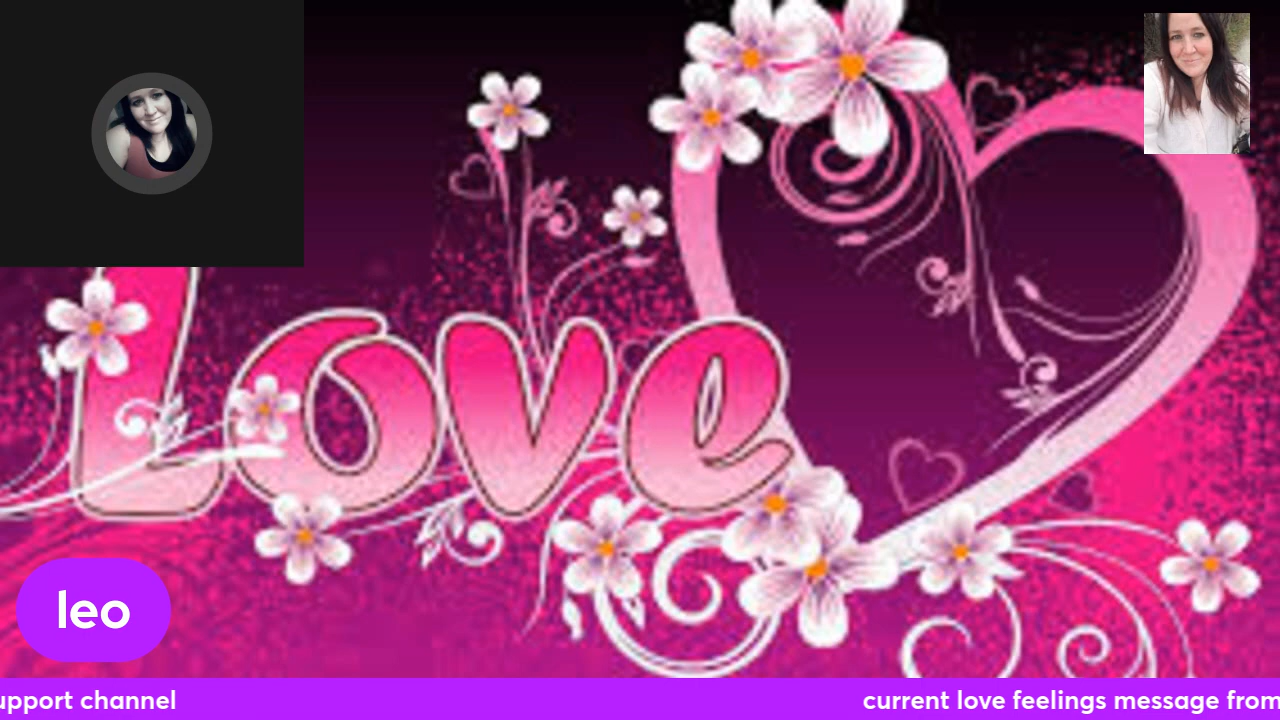 Love
leo
upport channel
current love feelings message from